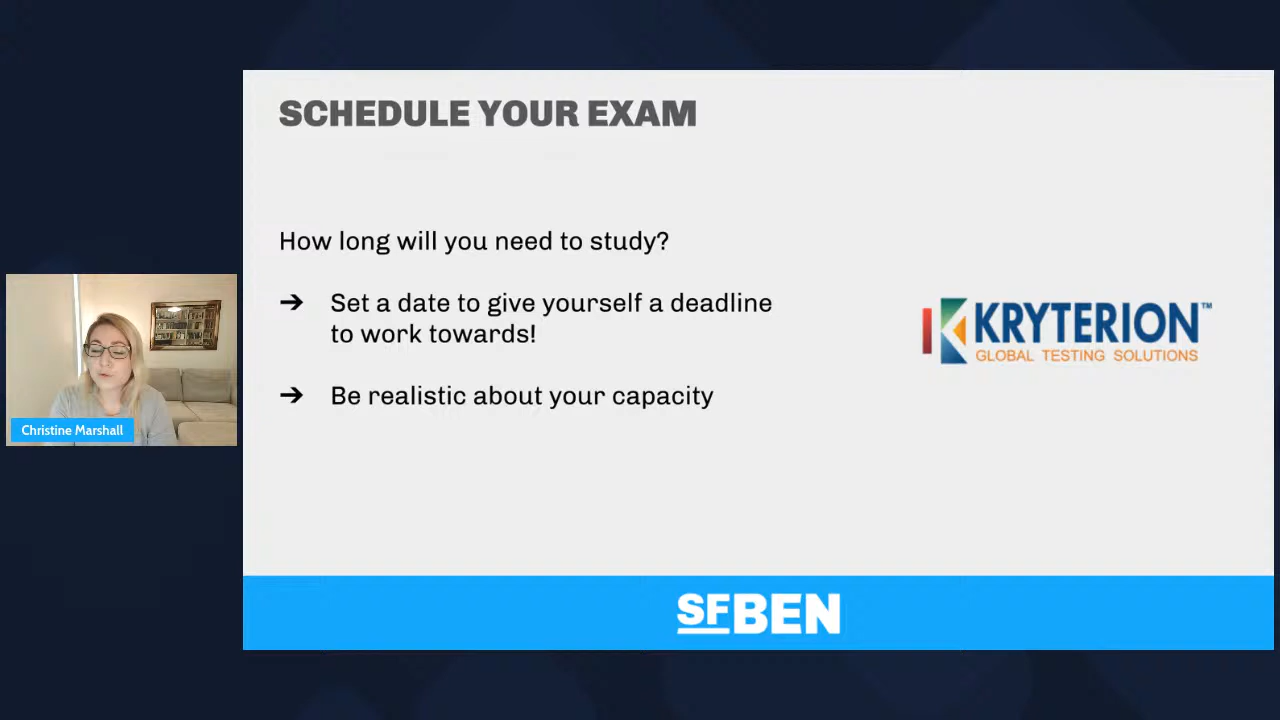 SCHEDULE YOUR EXAM
How long will you need to study?
➔ Set a date to give yourself a deadline
to work towards!
➔ Be realistic about your capacity
KRYTERION™
GLOBAL TESTING SOLUTIONS
Christine Marshall
SFBEN